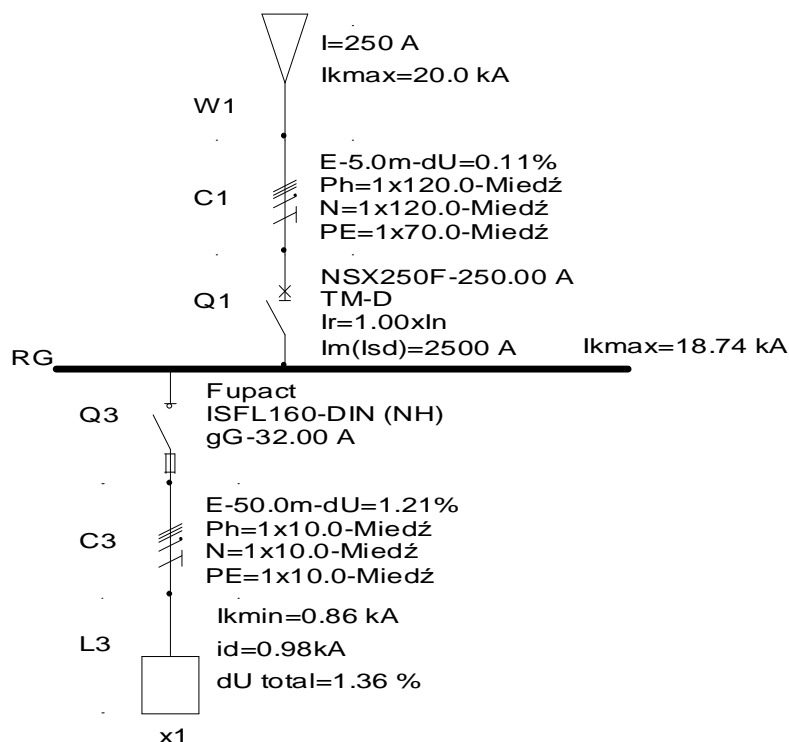 I=250 A
Ikmax=20.0 kA
W1
E-5.0m-dU=0.11%
Ph=1x120.0-Miedź
C1
N=1x120.0-Miedź
PE=1x70.0-Miedź
NSX250F-250.00 A
Q1
TM-D
Ir=1.00xIn
Im(Isd)=2500 A
Ikmax=18.74 kA
RG
Fupact
Q3
ISFL160-DIN (NH)
gG-32.00 A
E-50.0m-dU=1.21%
Ph=1x10.0-Miedź
C3
N=1x10.0-Miedź
PE=1x10.0-Miedź
Ikmin=0.86 kA
L3
id=0.98kA
dU total=1.36 %
x1